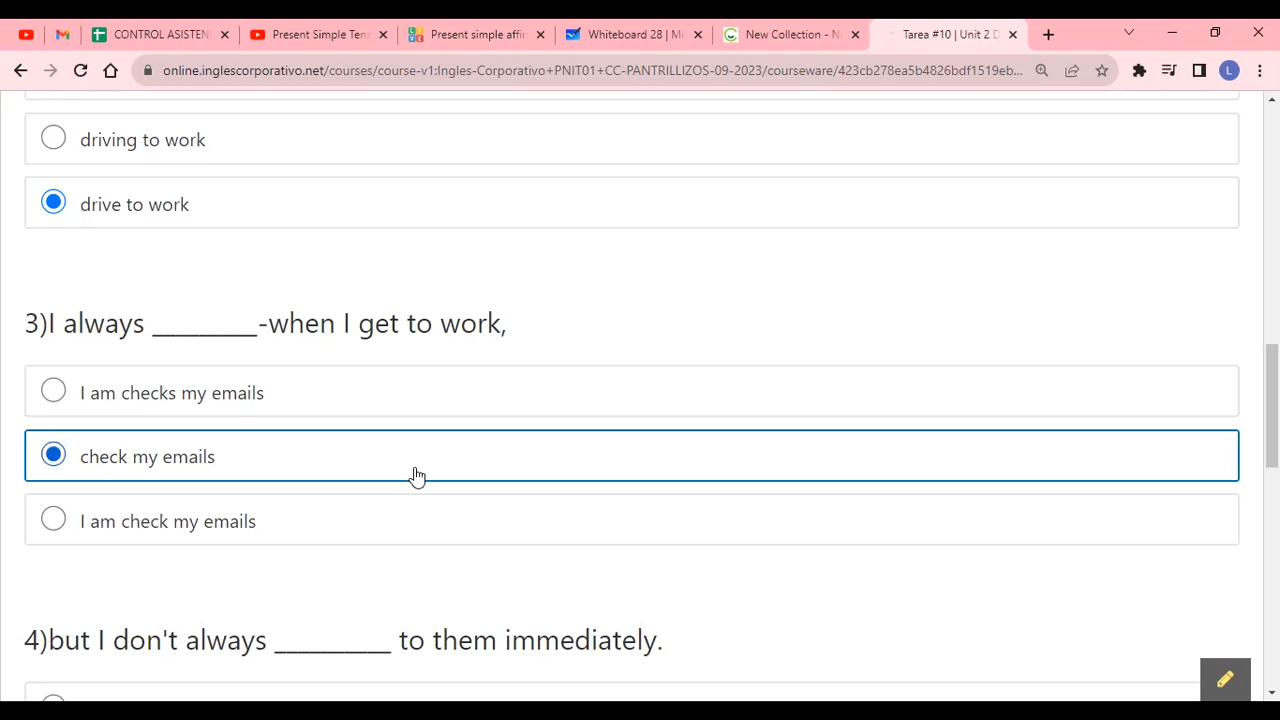 CONTROL ASISTEN
Present Simple Tens
Present simple affir
Whiteboard 28 | Mi
New Collection - N
Tarea #10 | Unit 2 D
online.inglescorporativo.net/courses/course-v1:Ingles-Corporativo+PNIT01+CC-PANTRILLIZOS-09-2023/courseware/423cb278ea5b4826bdf1519eb...
L
driving to work
drive to work
3)I always _________-when I get to work,
I am checks my emails
check my emails
I am check my emails
4)but I don't always __________ to them immediately.